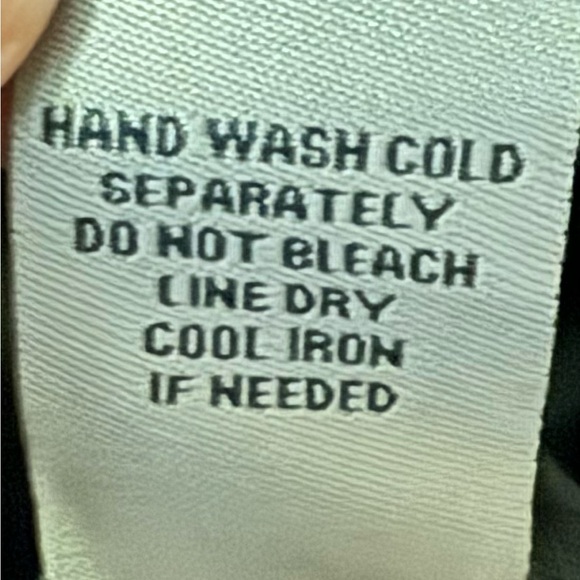 HAND WASH COLD
SEPARATELY
DO NOT BLEACH
LINE DRY
COOL IRON
IF NEEDED